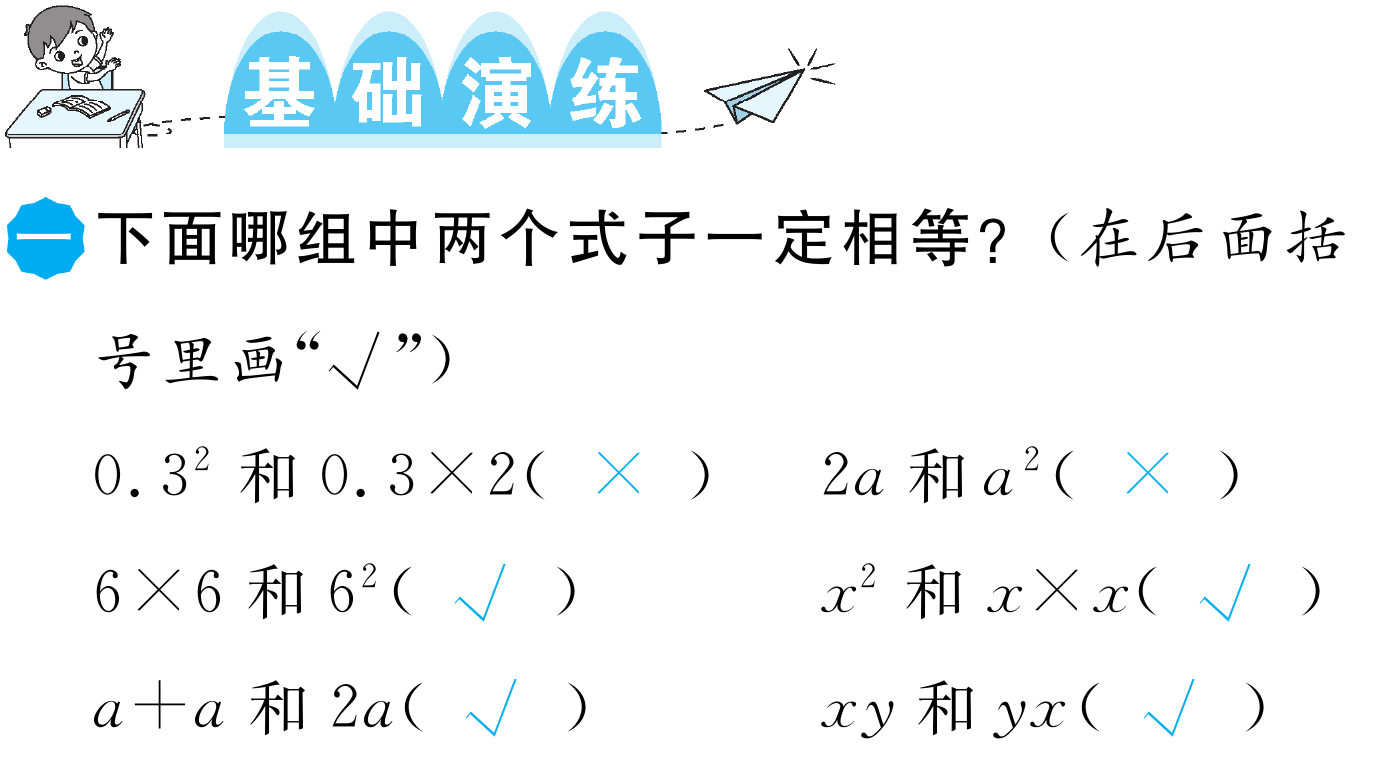 基础演练
一 下面哪组中两个式子一定相等?(在后面括
号里画“√”)
0.3² 和 0.3×2( × ) 2a 和 a²( × )
6×6 和 6²( √ ) x² 和 x×x( √ )
a+a 和 2a( √ ) xy 和 yx( √ )